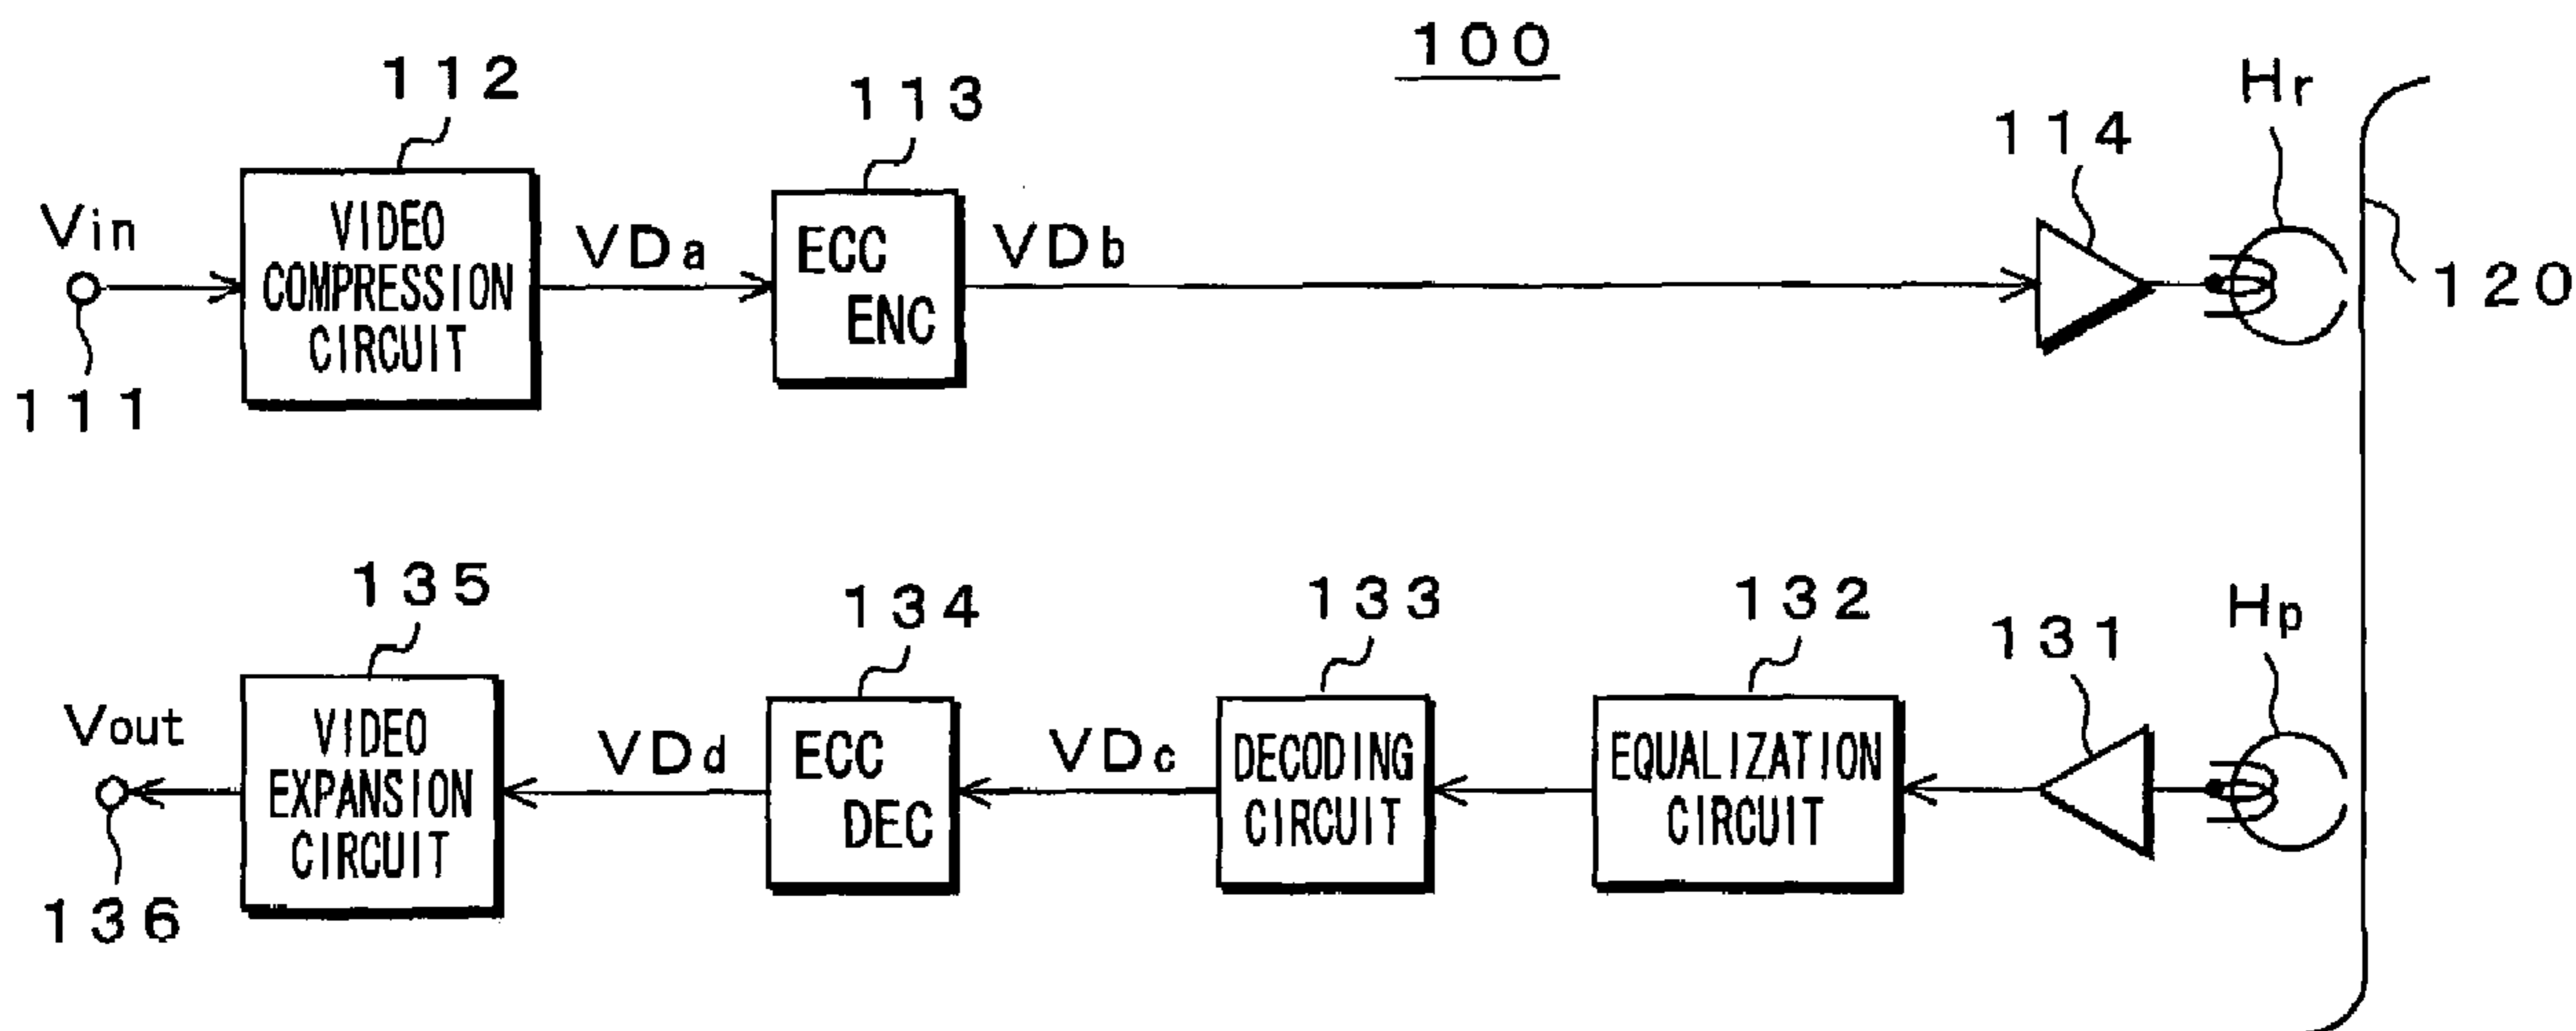 100
112
113
114
Hr
Vin
VIDEO
COMPRESSION
CIRCUIT
VDa
ECC
ENC
VDb
120
111
135
134
133
132
131
Hp
Vout
VIDEO
EXPANSION
CIRCUIT
VDd
ECC
DEC
VDc
DECODING
CIRCUIT
EQUALIZATION
CIRCUIT
136